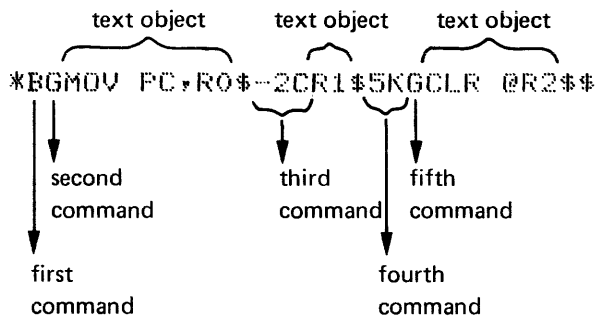 text object text object text object
*BGMOV PC,R0$-2CR1$5KGCLR @R2$$
second third fifth
command command command
first fourth
command command